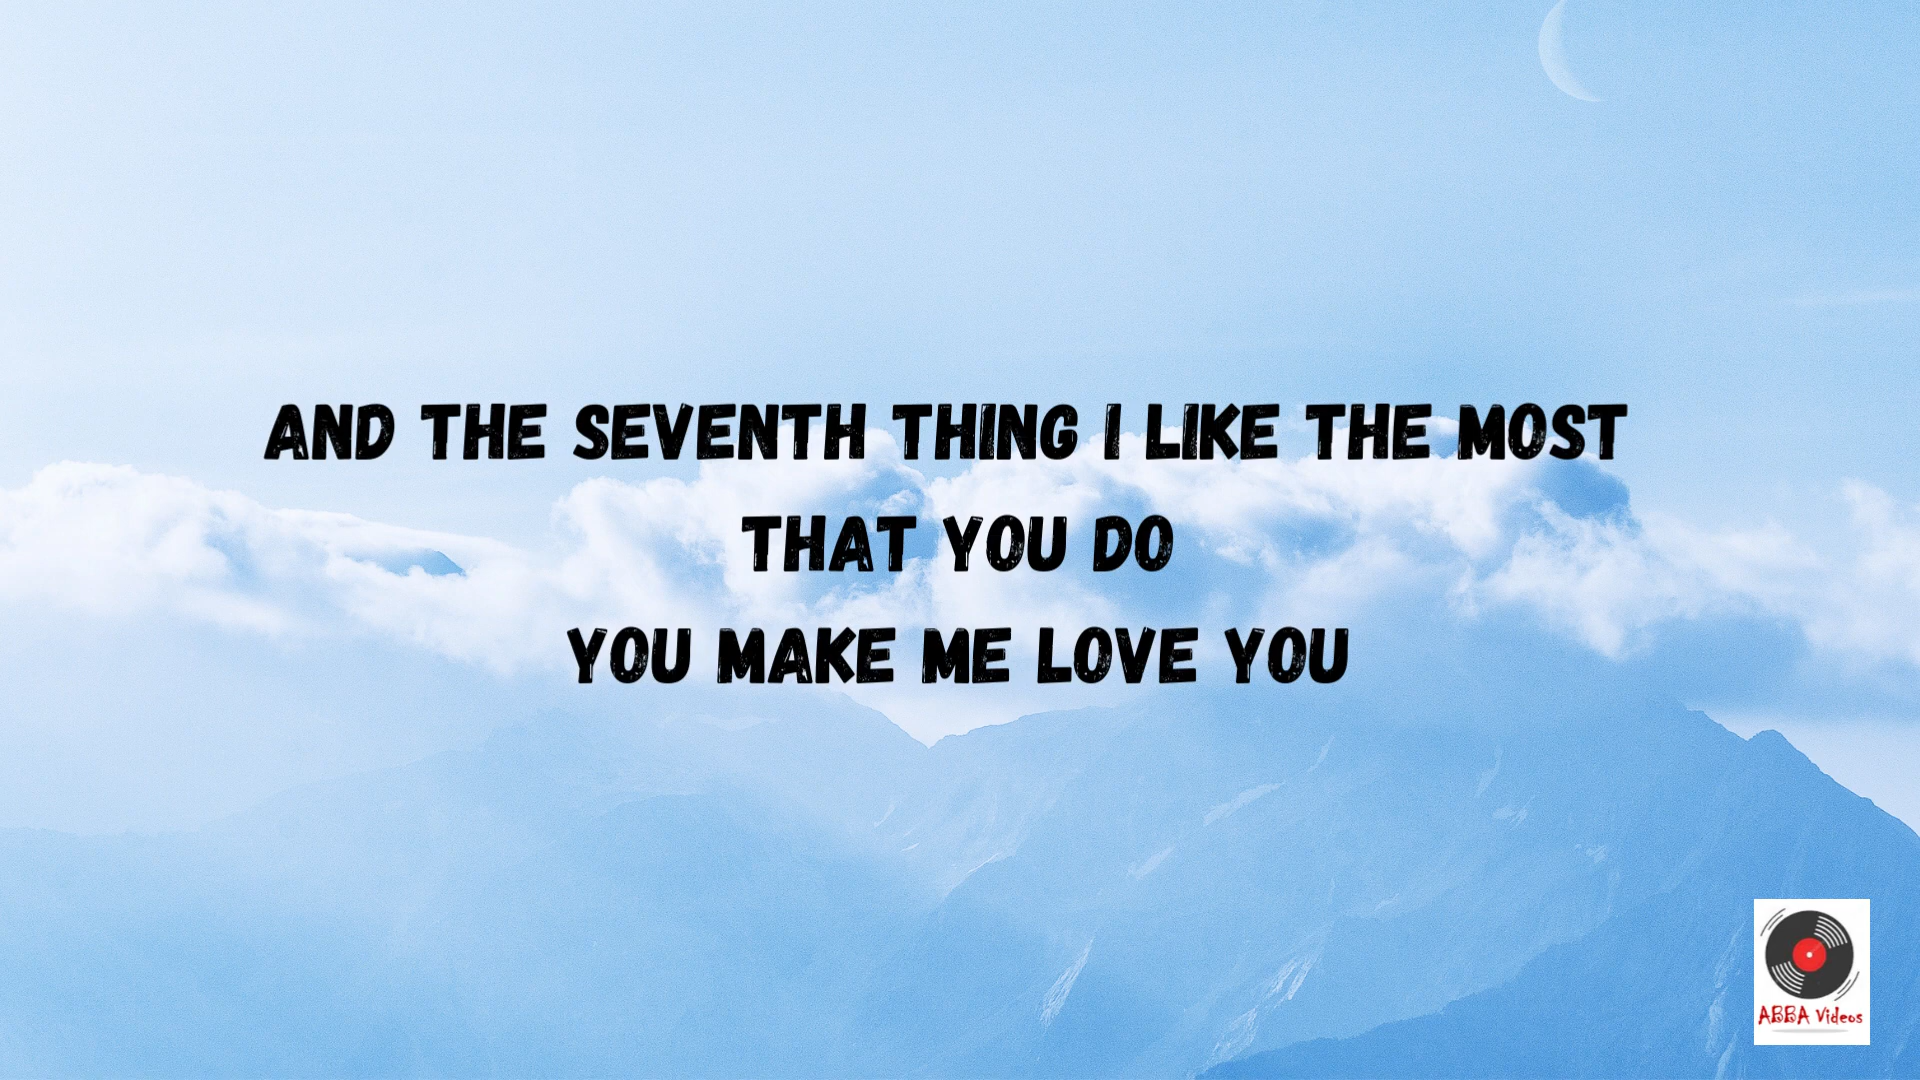 AND THE SEVENTH THING I LIKE THE MOST
THAT YOU DO
YOU MAKE ME LOVE YOU
ABBA Videos